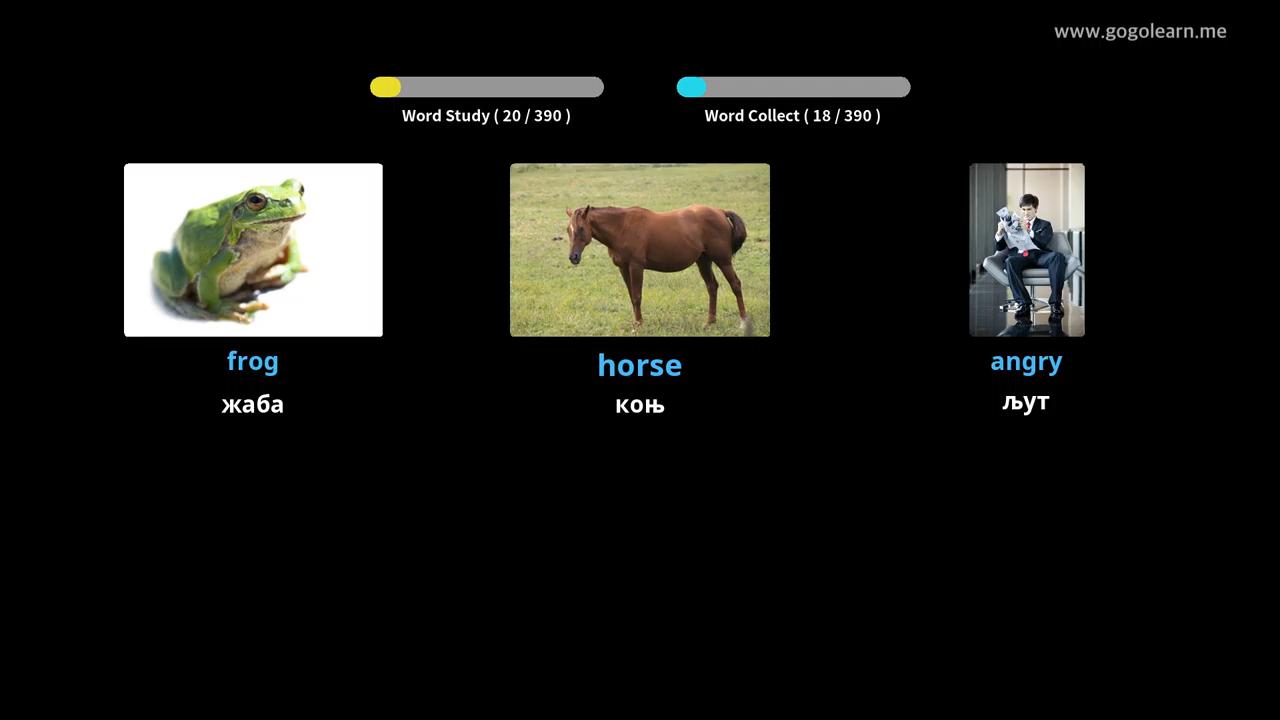 www.gogolearn.me
Word Study ( 20 / 390 )
Word Collect ( 18 / 390 )
frog
horse
angry
жаба
коњ
љут